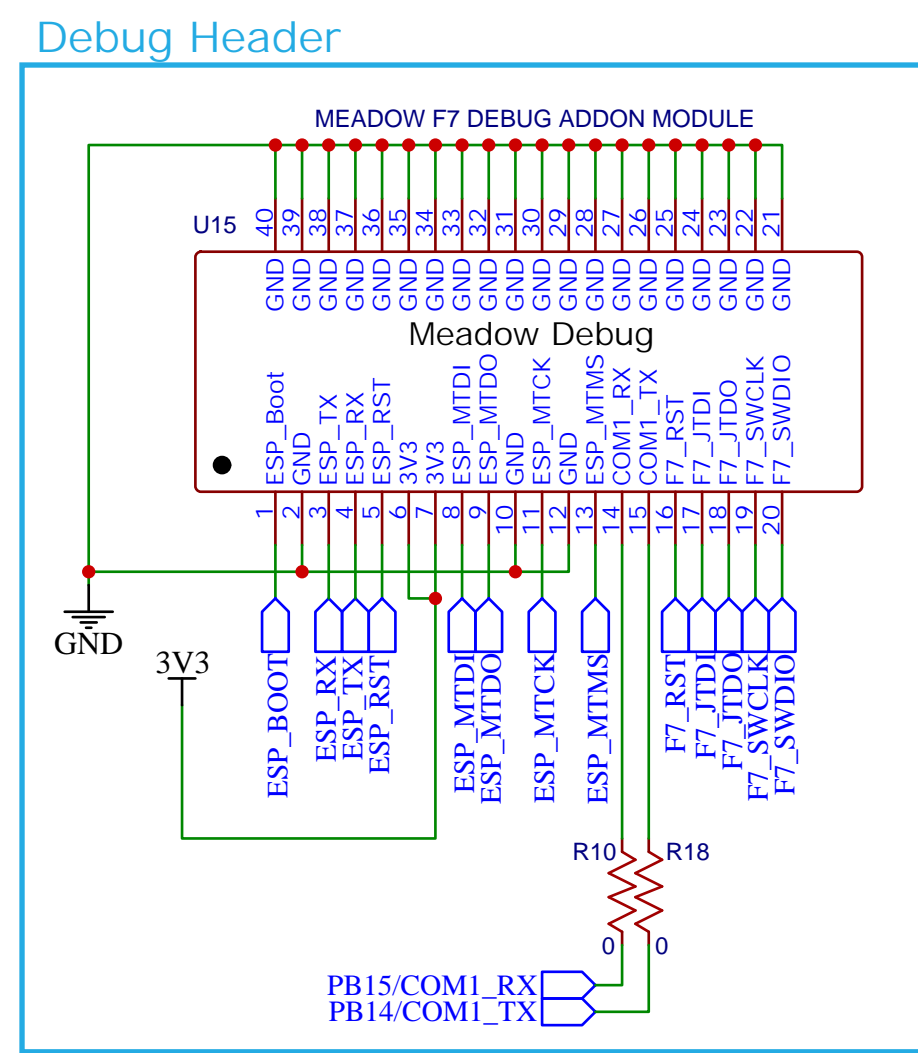 Debug Header
MEADOW F7 DEBUG ADDON MODULE
U15
40 39 38 37 36 35 34 33 32 31 30 29 28 27 26 25 24 23 22 21
GND GND GND GND GND GND GND GND GND GND GND GND GND GND GND GND GND GND GND GND
Meadow Debug
ESP_Boot GND ESP_TX ESP_RX ESP_RST 3V3 3V3 ESP_MTDI ESP_MTDO GND ESP_MTCK GND ESP_MTMS COM1_RX COM1_TX F7_RST F7_JTDI F7_JTDO F7_SWCLK F7_SWDIO
1 2 3 4 5 6 7 8 9 10 11 12 13 14 15 16 17 18 19 20
GND
3V3
ESP_BOOT ESP_RX ESP_TX ESP_RST ESP_MTDI ESP_MTDO ESP_MTCK ESP_MTMS F7_RST F7_JTDI F7_JTDO F7_SWCLK F7_SWDIO
R10 R18
0 0
PB15/COM1_RX
PB14/COM1_TX